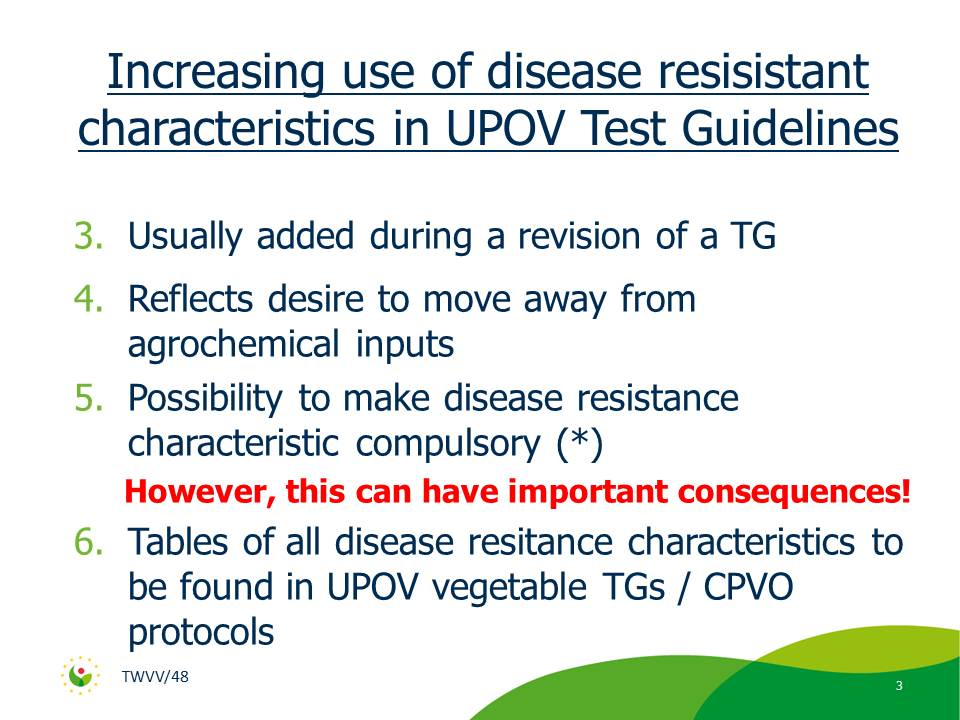 Increasing use of disease resisistant
characteristics in UPOV Test Guidelines
3. Usually added during a revision of a TG
4. Reflects desire to move away from
agrochemical inputs
5. Possibility to make disease resistance
characteristic compulsory (*)
However, this can have important consequences!
6. Tables of all disease resitance characteristics to
be found in UPOV vegetable TGs / CPVO
protocols
TWVV/48
3